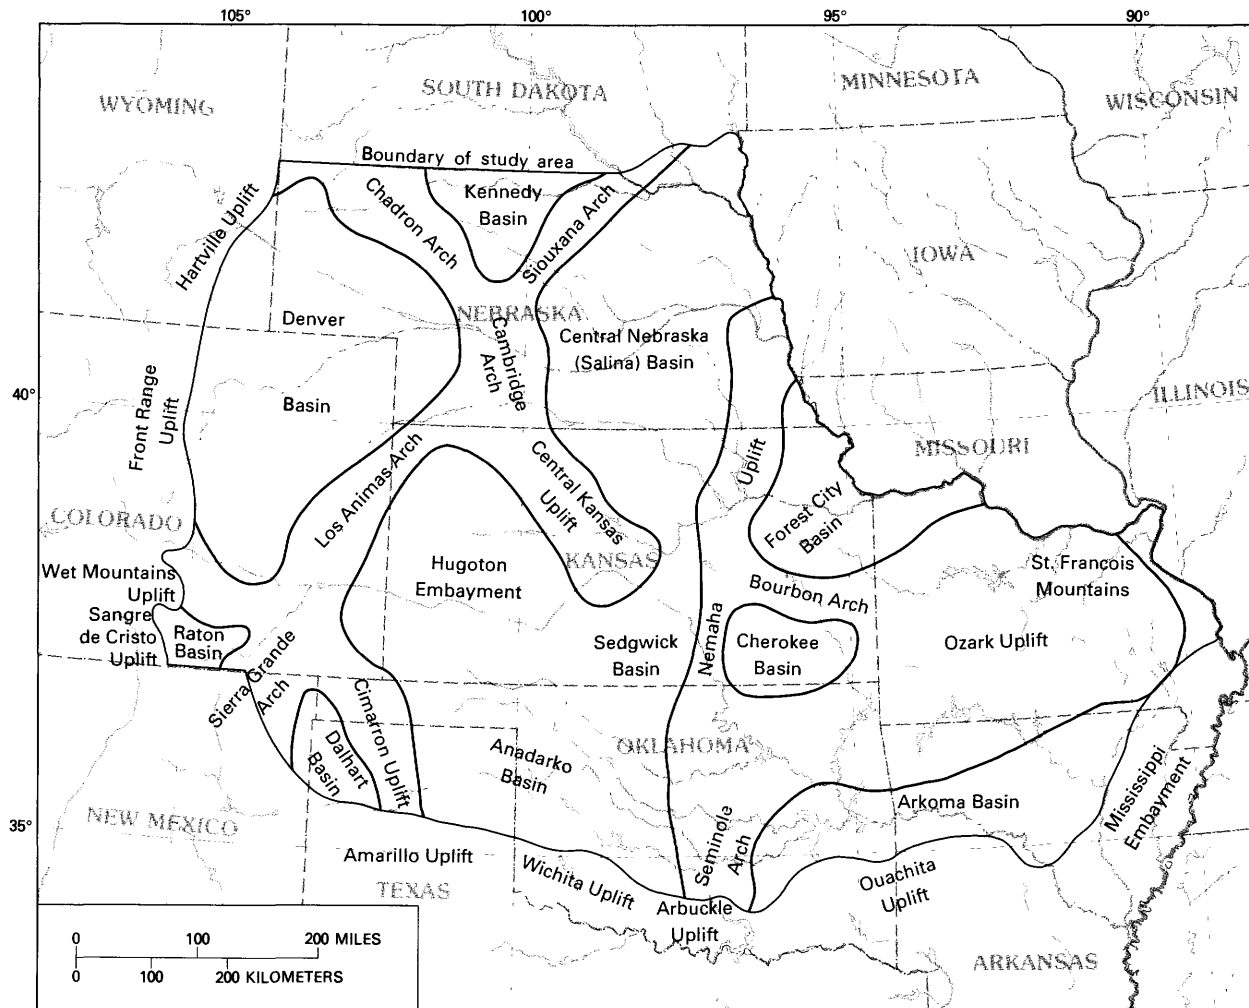 105°
100°
95°
90°
WYOMING
SOUTH DAKOTA
MINNESOTA
WISCONSIN
Boundary of study area
Hartville Uplift
Chadron Arch
Kennedy
Basin
Siouxana Arch
IOWA
NEBRASKA
Denver
Basin
Cambridge
Arch
Central Nebraska
(Salina) Basin
40°
Front Range
Uplift
ILLINOIS
MISSOURI
Los Animas Arch
Central Kansas
Uplift
Uplift
Forest City
Basin
COLORADO
KANSAS
Hugoton
Embayment
St. Francois
Mountains
Wet Mountains
Uplift
Bourbon Arch
Sangre
de Cristo
Uplift
Raton
Basin
Sedgwick
Basin
Nemaha
Cherokee
Basin
Ozark Uplift
Sierra Grande
Arch
Cimarron Uplift
Dalhart
Basin
Anadarko
Basin
OKLAHOMA
Mississippi
Embayment
35°
NEW MEXICO
Arkoma Basin
Seminole
Arch
Amarillo Uplift
TEXAS
Wichita Uplift
Ouachita
Uplift
Arbuckle
Uplift
ARKANSAS
0 100 200 MILES
0 100 200 KILOMETERS